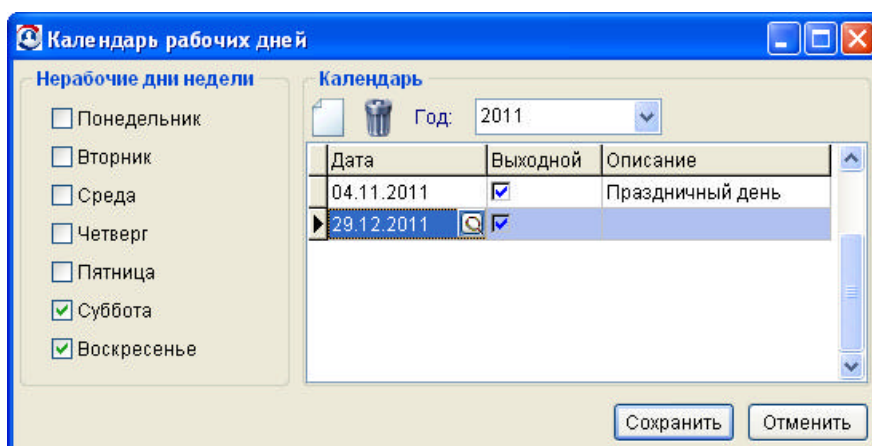 Календарь рабочих дней
Нерабочие дни недели
Понедельник
Вторник
Среда
Четверг
Пятница
Суббота
Воскресенье
Календарь
Год: 2011
Дата Выходной Описание
04.11.2011 Праздничный день
29.12.2011
Сохранить Отменить